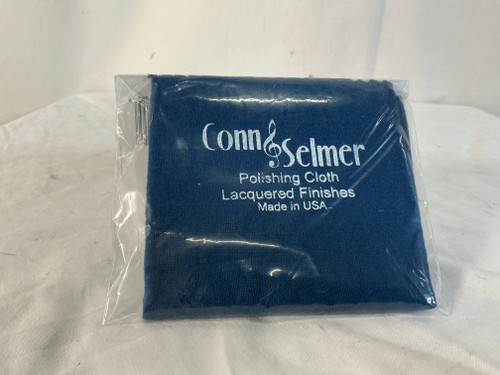 Conn Selmer
Polishing Cloth
Lacquered Finishes
Made in USA